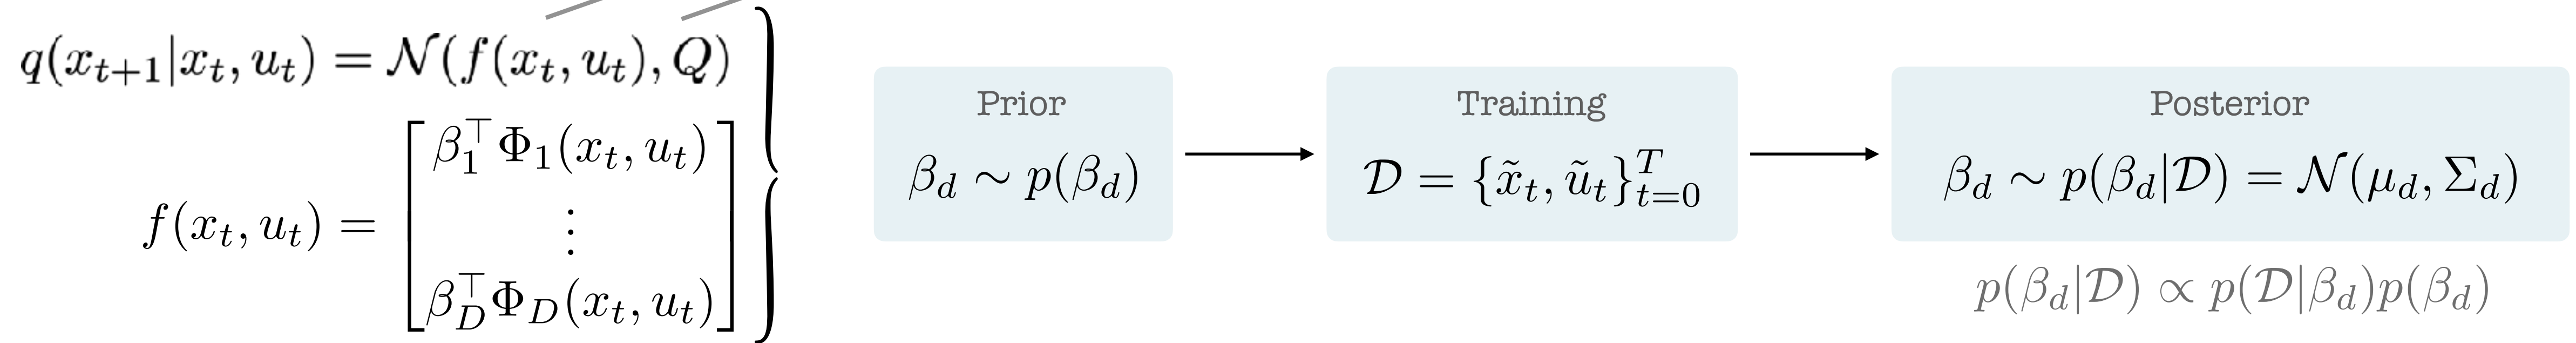 q(x_{t+1}|x_t, u_t) = 𝒩(f(x_t, u_t), Q)
f(x_t, u_t) = [β_1^⊤ Φ_1(x_t, u_t) ⋮ β_D^⊤ Φ_D(x_t, u_t)]
Prior
β_d ∼ p(β_d)
Training
𝒟 = {x̃_t, ũ_t}_{t=0}^T
Posterior
β_d ∼ p(β_d|𝒟) = 𝒩(μ_d, Σ_d)
p(β_d|𝒟) ∝ p(𝒟|β_d)p(β_d)